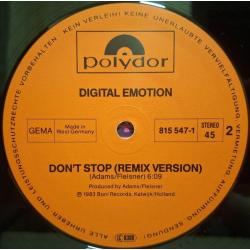 KEIN VERLEIH! KEINE UNERLAUBTE VERVIELFÄLTIGUNG, VERMIETUNG, AUFFÜHRUNG, SENDUNG!
ALLE URHEBER- UND LEISTUNGSSCHUTZRECHTE VORBEHALTEN
polydor
DIGITAL EMOTION
GEMA
Made in
West Germany
815 547-1
STEREO
45
2
DON'T STOP (REMIX VERSION)
(Adams/Fleisner) 6:09
Produced by Adams/Fleisner
℗ 1983 Boni Records, Katwijk/Holland